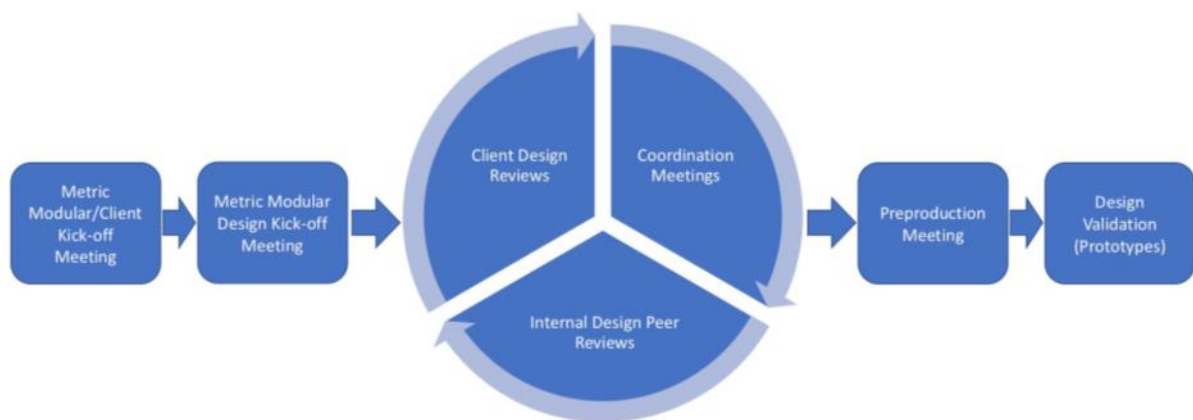 Metric
Modular/Client
Kick-off
Meeting
Metric Modular
Design Kick-off
Meeting
Client Design
Reviews
Coordination
Meetings
Internal Design Peer
Reviews
Preproduction
Meeting
Design
Validation
(Prototypes)